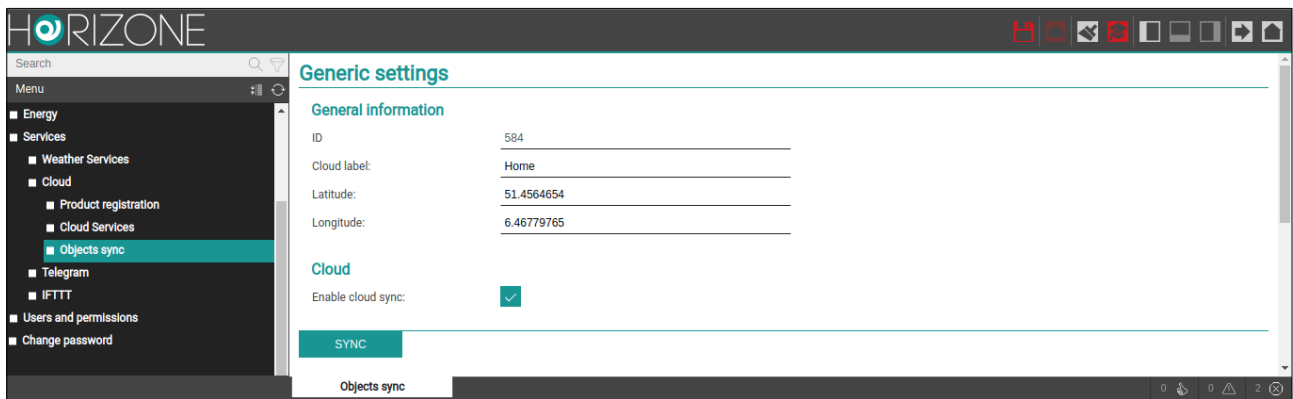 HORIZONE
Search
Menu
Energy
Services
Weather Services
Cloud
Product registration
Cloud Services
Objects sync
Telegram
IFTTT
Users and permissions
Change password
Generic settings
General information
ID 584
Cloud label: Home
Latitude: 51.4564654
Longitude: 6.46779765
Cloud
Enable cloud sync:
SYNC
Objects sync
0 0 2